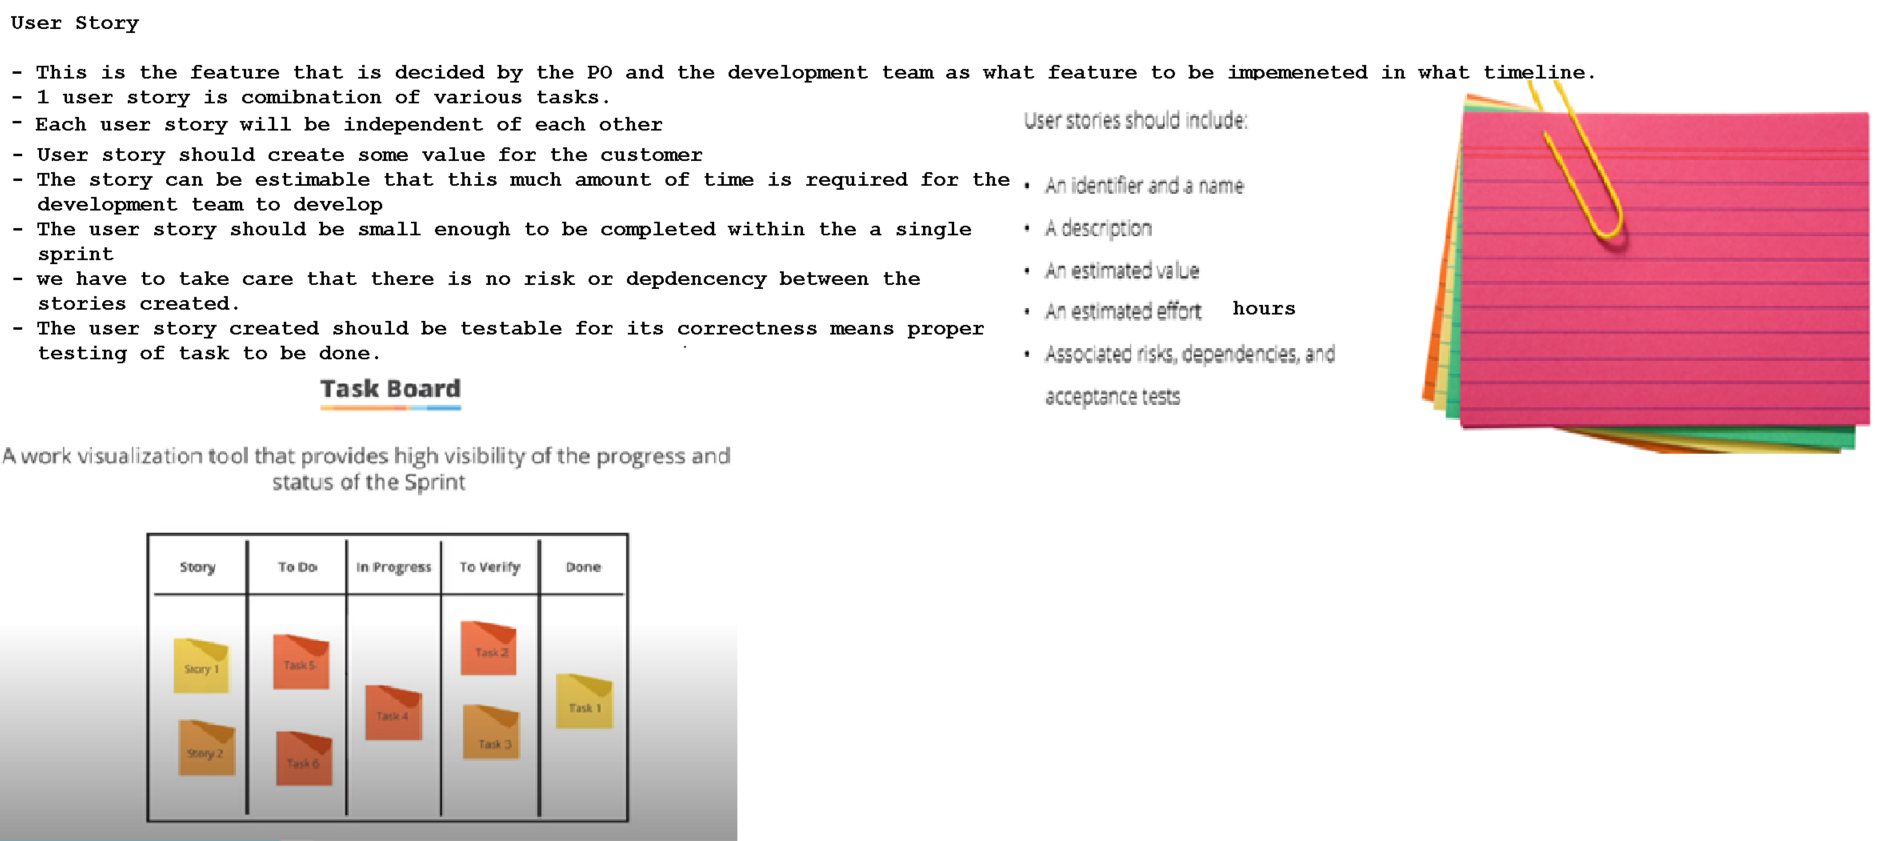 User Story
- This is the feature that is decided by the PO and the development team as what feature to be impemeneted in what timeline.
- 1 user story is comibnation of various tasks.
- Each user story will be independent of each other
- User story should create some value for the customer
- The story can be estimable that this much amount of time is required for the
development team to develop
- The user story should be small enough to be completed within the a single
sprint
- we have to take care that there is no risk or depdencency between the
stories created.
- The user story created should be testable for its correctness means proper
testing of task to be done.
User stories should include:
• An identifier and a name
• A description
• An estimated value
• An estimated effort hours
• Associated risks, dependencies, and
acceptance tests
Task Board
A work visualization tool that provides high visibility of the progress and
status of the Sprint
Story To Do In Progress To Verify Done
Story 1 Task 5 Task 2
Task 4 Task 1
Story 2 Task 6 Task 3